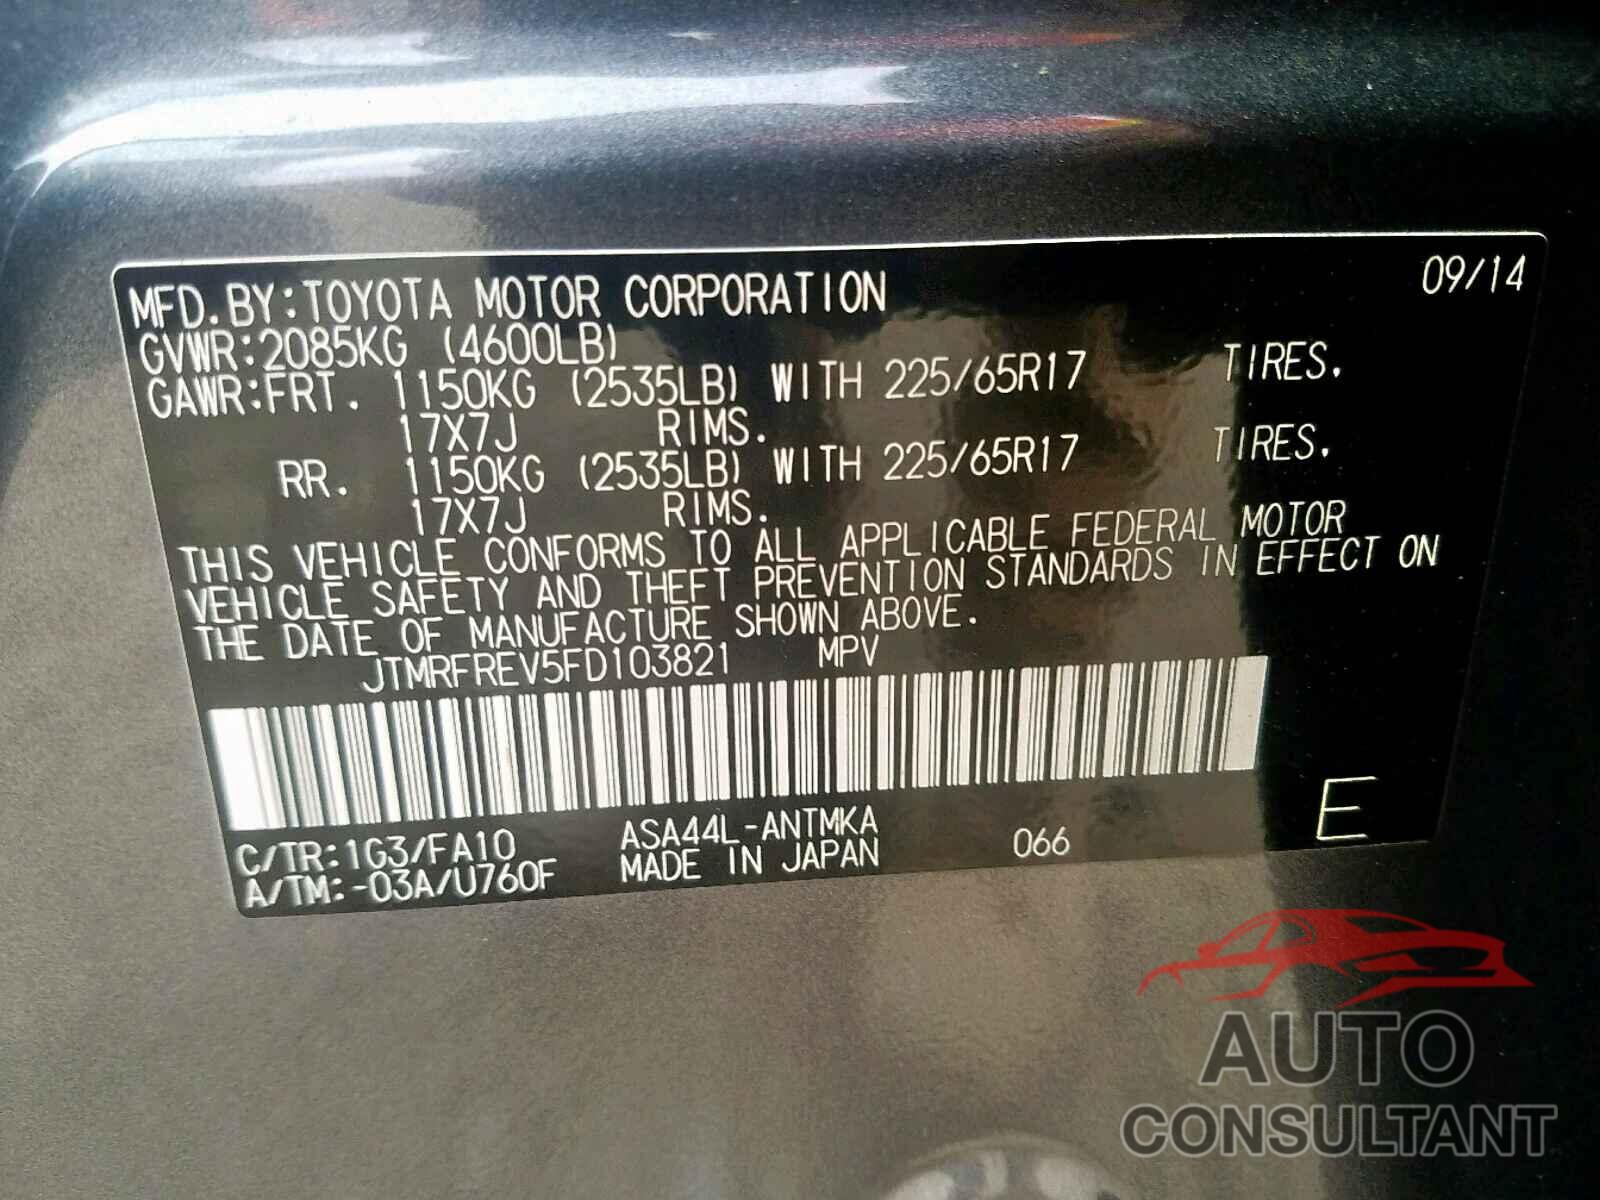 09/14
MFD.BY:TOYOTA MOTOR CORPORATION
GVWR:2085KG (4600LB)
GAWR:FRT. 1150KG (2535LB) WITH 225/65R17 TIRES.
17X7J RIMS.
RR. 1150KG (2535LB) WITH 225/65R17 TIRES.
17X7J RIMS.
THIS VEHICLE CONFORMS TO ALL APPLICABLE FEDERAL MOTOR
VEHICLE SAFETY AND THEFT PREVENTION STANDARDS IN EFFECT ON
THE DATE OF MANUFACTURE SHOWN ABOVE.
JTMRFREV5FD103821 MPV
C/TR:1G3/FA10 ASA44L-ANTMKA 066 E
A/TM:-03A/U760F MADE IN JAPAN
AUTO
CONSULTANT